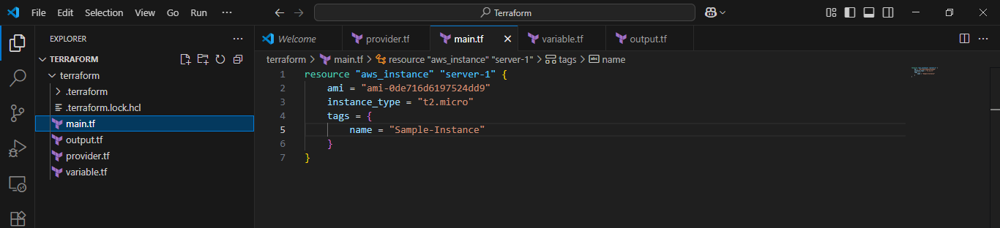 File Edit Selection View Go Run ··· Terraform
EXPLORER ···
Welcome provider.tf main.tf variable.tf output.tf ···
TERRAFORM
terraform > main.tf > resource "aws_instance" "server-1" > tags > abc name
terraform
.terraform
.terraform.lock.hcl
main.tf
output.tf
provider.tf
variable.tf
1 resource "aws_instance" "server-1" {
2 ami = "ami-0de716d6197524dd9"
3 instance_type = "t2.micro"
4 tags = {
5 name = "Sample-Instance"
6 }
7 }